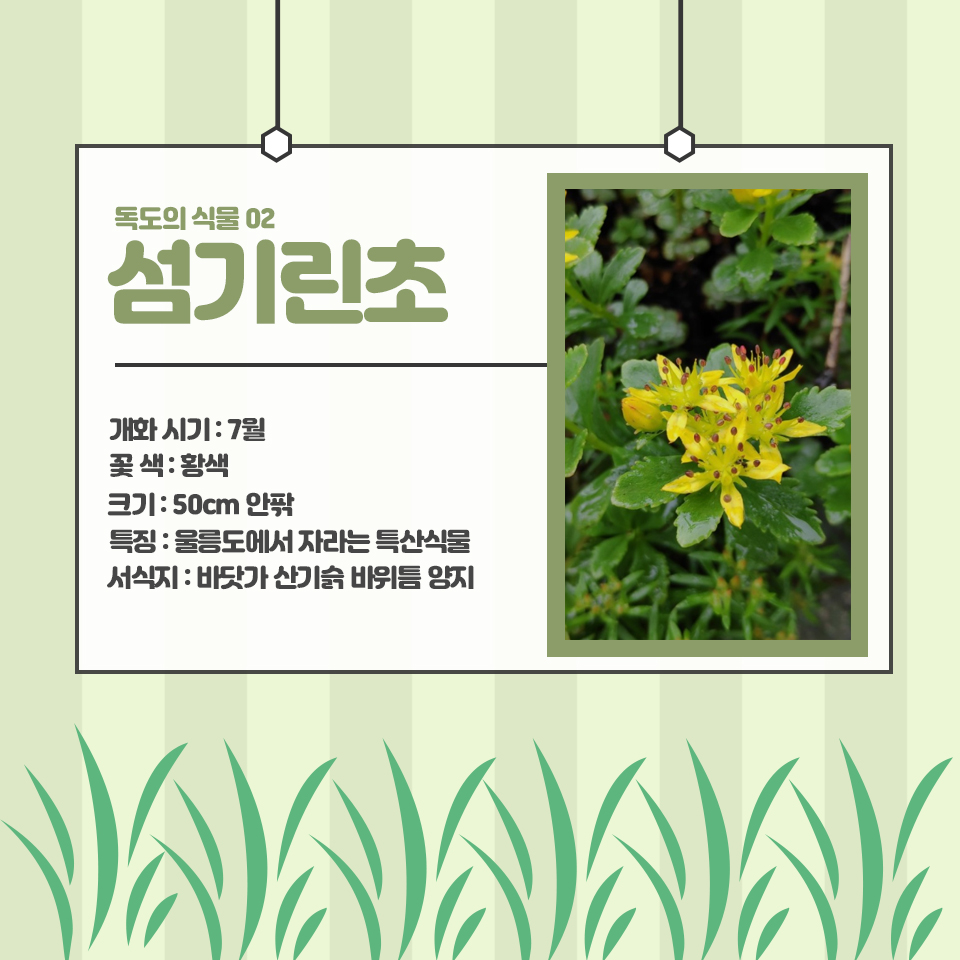 독도의 식물 02
섬기린초
개화 시기 : 7월
꽃 색 : 황색
크기 : 50cm 안팎
특징 : 울릉도에서 자라는 특산식물
서식지 : 바닷가 산기슭 바위틈 양지